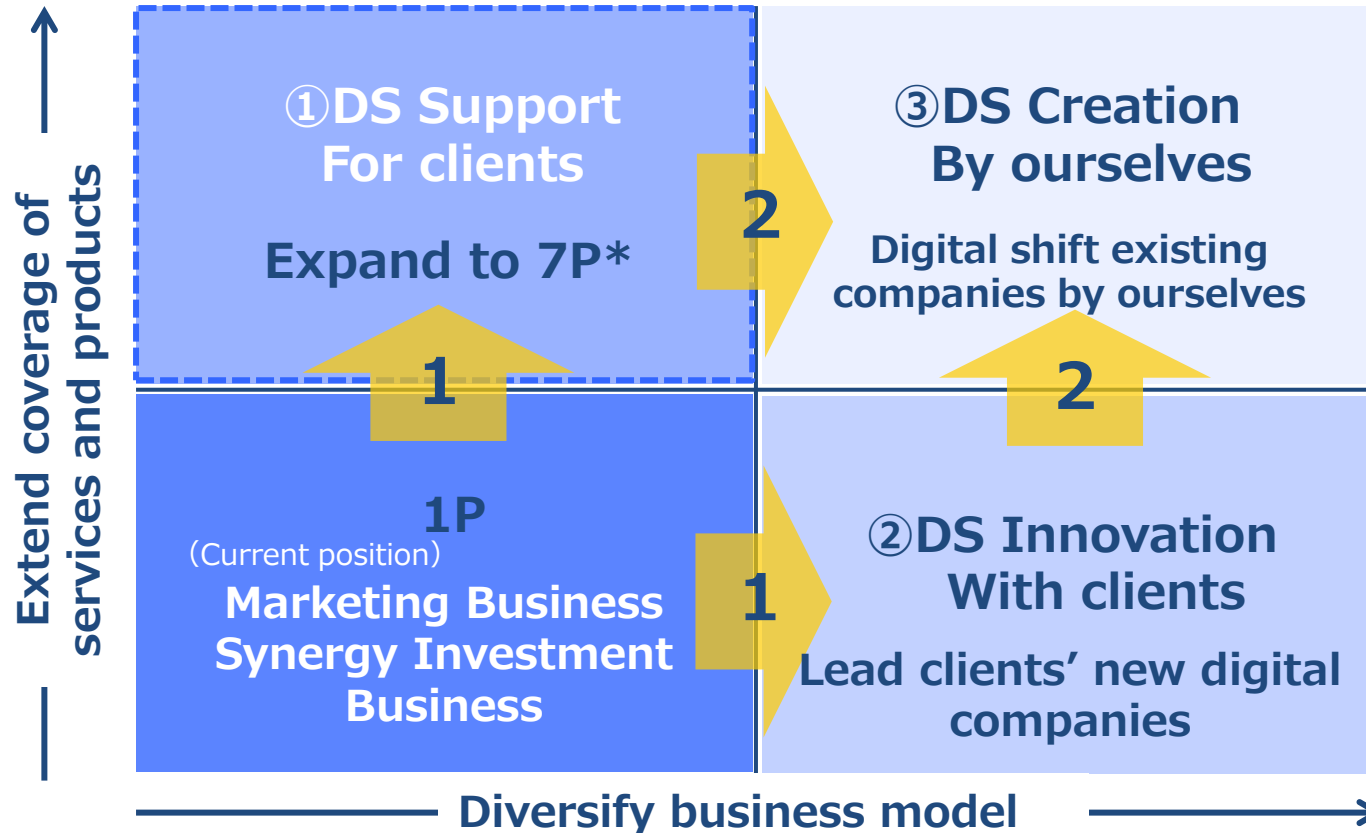 Extend coverage of
services and products
①DS Support
For clients
Expand to 7P*
2
③DS Creation
By ourselves
Digital shift existing
companies by ourselves
1
2
1P
（Current position）
Marketing Business
Synergy Investment
Business
1
②DS Innovation
With clients
Lead clients’ new digital
companies
Diversify business model